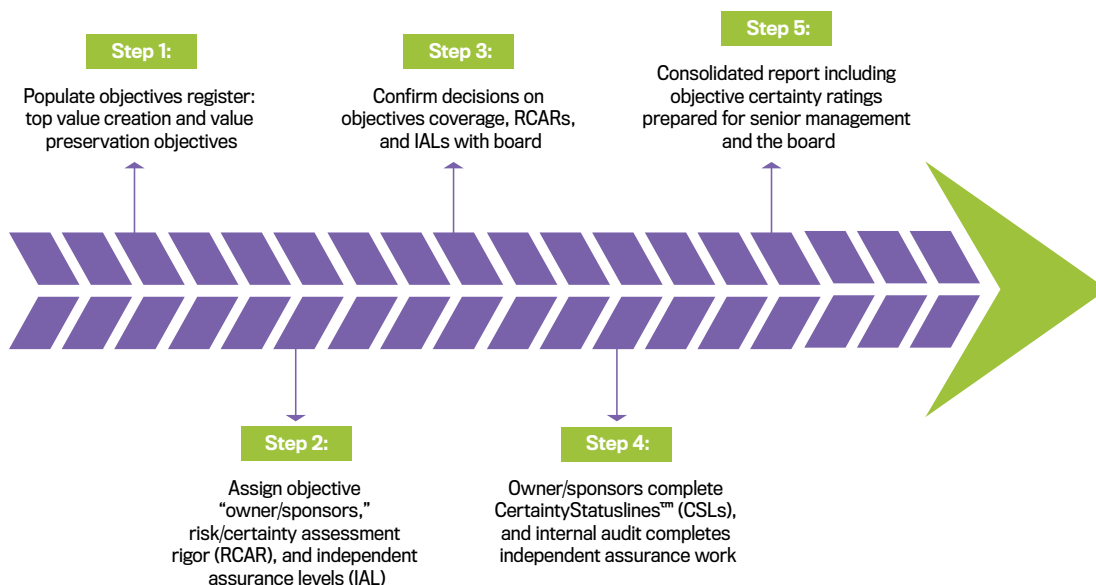 Step 1:
Populate objectives register:
top value creation and value
preservation objectives
Step 2:
Assign objective
“owner/sponsors,”
risk/certainty assessment
rigor (RCAR), and independent
assurance levels (IAL)
Step 3:
Confirm decisions on
objectives coverage, RCARs,
and IALs with board
Step 4:
Owner/sponsors complete
CertaintyStatuslines™ (CSLs),
and internal audit completes
independent assurance work
Step 5:
Consolidated report including
objective certainty ratings
prepared for senior management
and the board